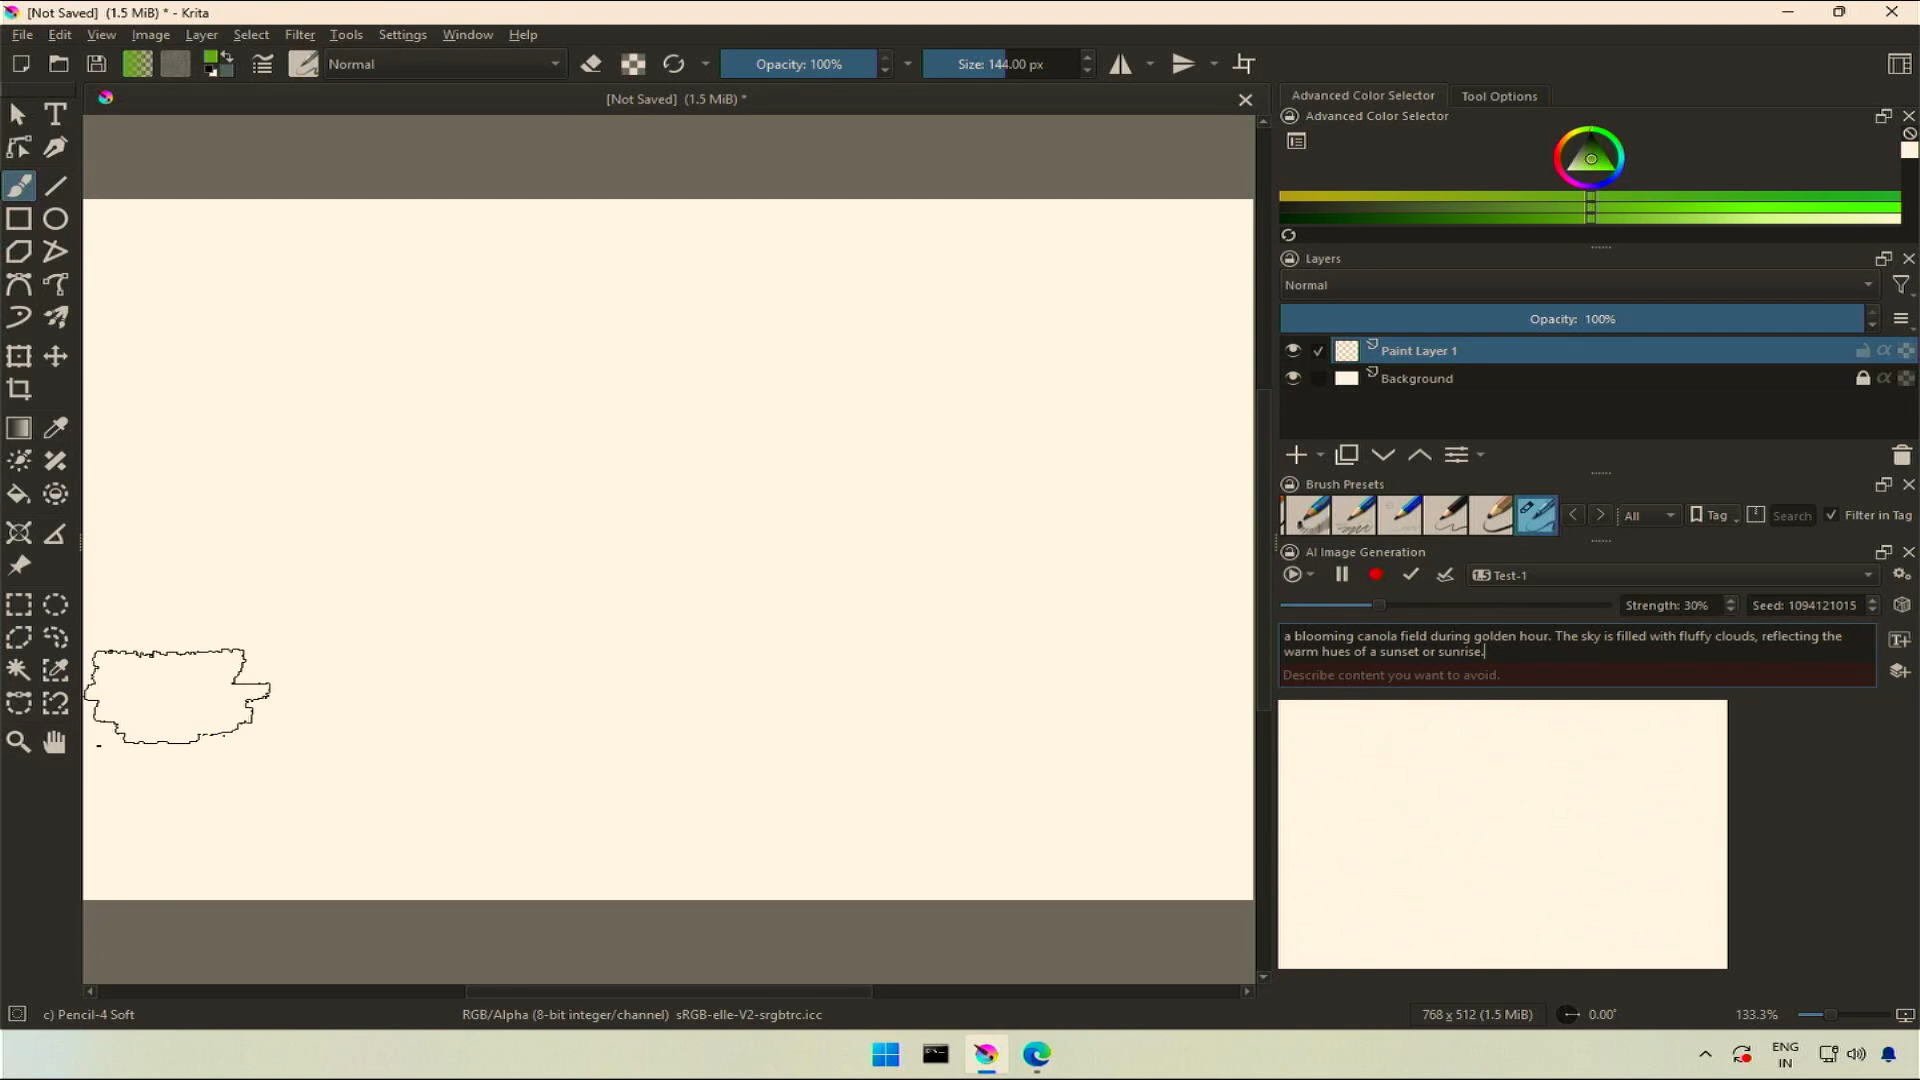 [Not Saved] (1.5 MiB) * - Krita
File Edit View Image Layer Select Filter Tools Settings Window Help
Normal
Opacity: 100%
Size: 144.00 px
[Not Saved] (1.5 MiB) *
Advanced Color Selector Tool Options
Advanced Color Selector
Layers
Normal
Opacity: 100%
Paint Layer 1
Background
Brush Presets
All Tag Search Filter in Tag
AI Image Generation
1.5 Test-1
Strength: 30% Seed: 1094121015
a blooming canola field during golden hour. The sky is filled with fluffy clouds, reflecting the
warm hues of a sunset or sunrise.
Describe content you want to avoid.
c) Pencil-4 Soft
RGB/Alpha (8-bit integer/channel) sRGB-elle-V2-srgbtrc.icc
768 x 512 (1.5 MiB)
0.00°
133.3%
ENG
IN